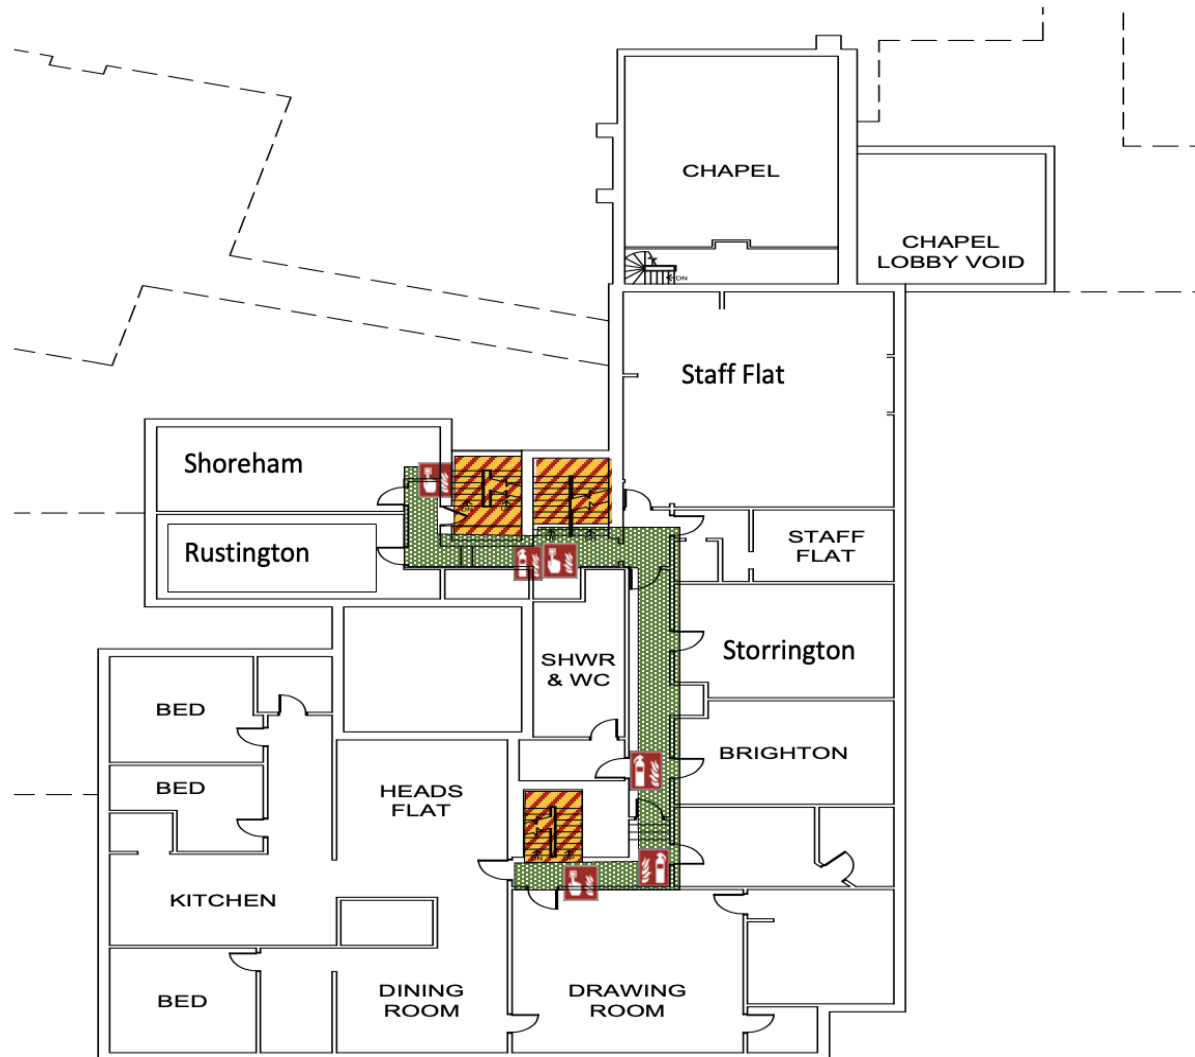 CHAPEL
CHAPEL
LOBBY VOID
DN
Staff Flat
Shoreham
Rustington
STAFF
FLAT
SHWR
& WC
Storrington
BED
BRIGHTON
BED
HEADS
FLAT
KITCHEN
BED
DINING
ROOM
DRAWING
ROOM